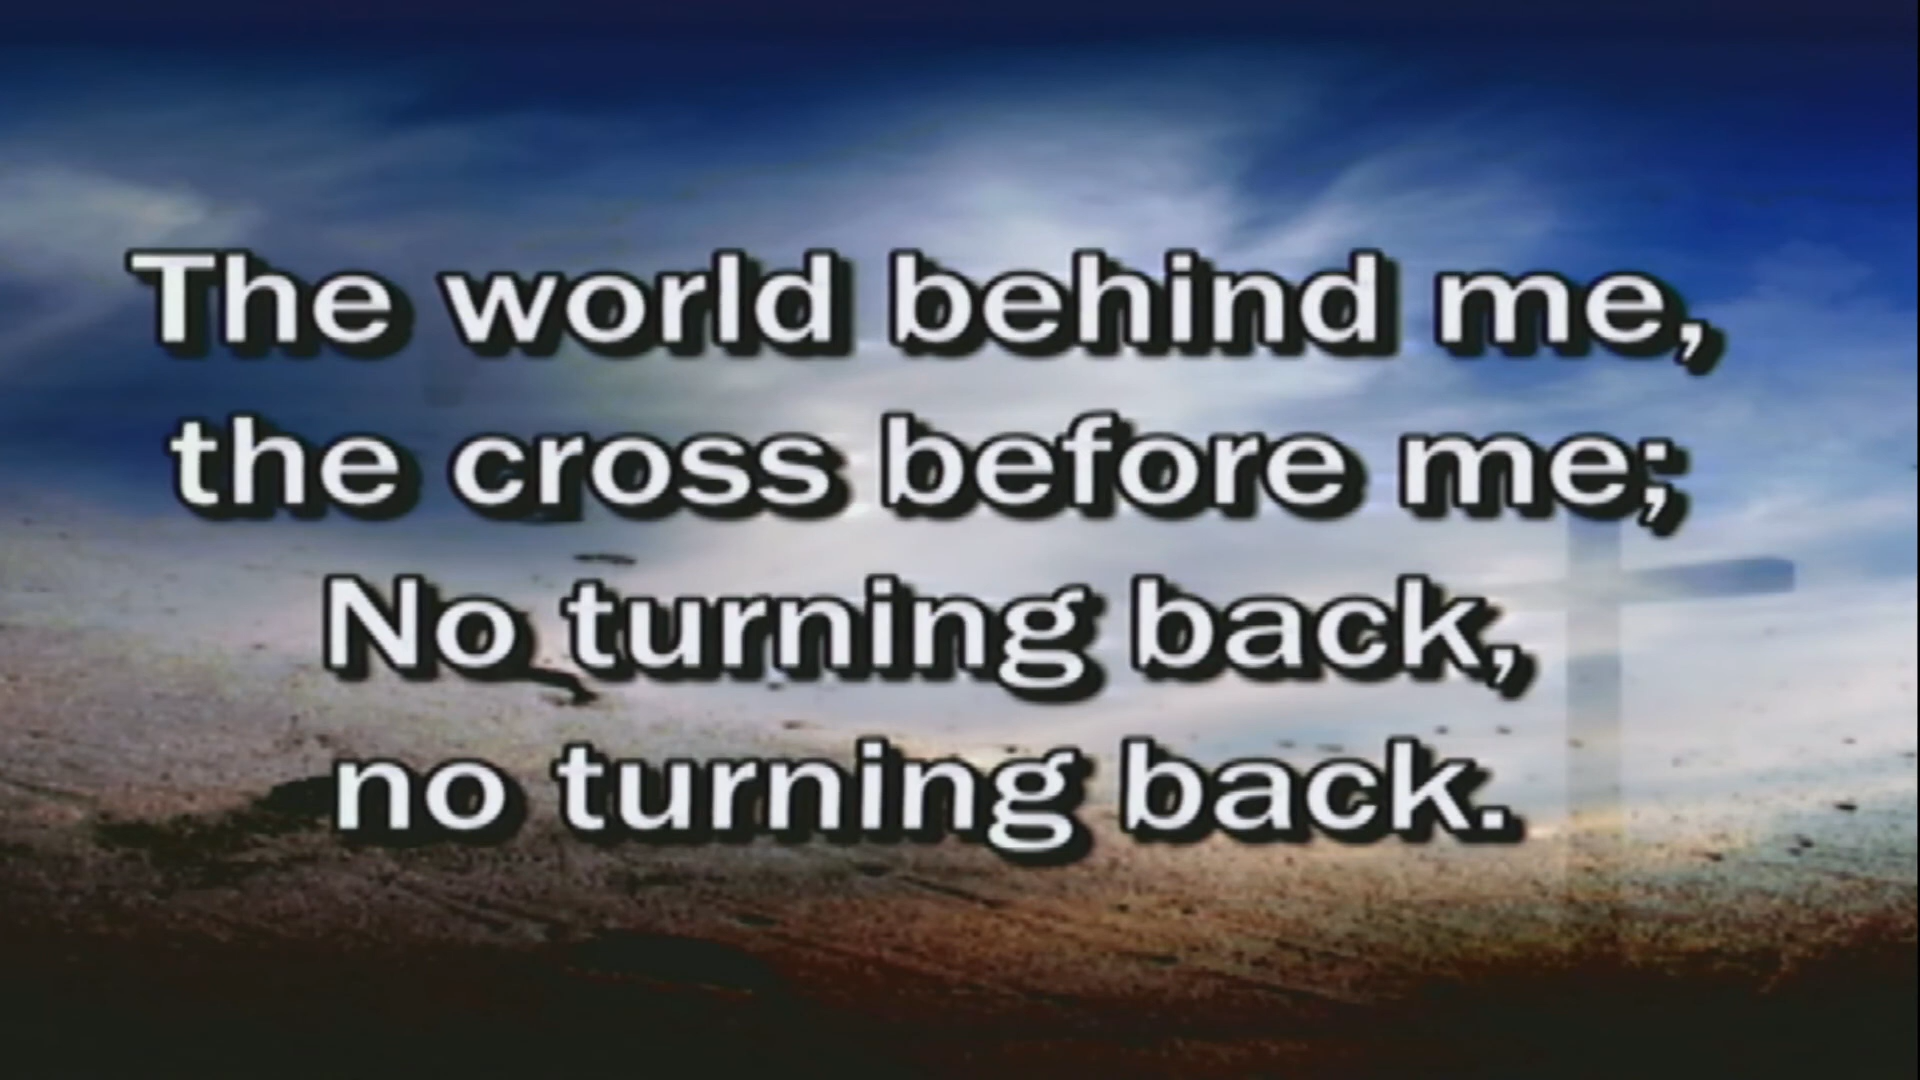 The world behind me,
the cross before me;
No turning back,
no turning back.